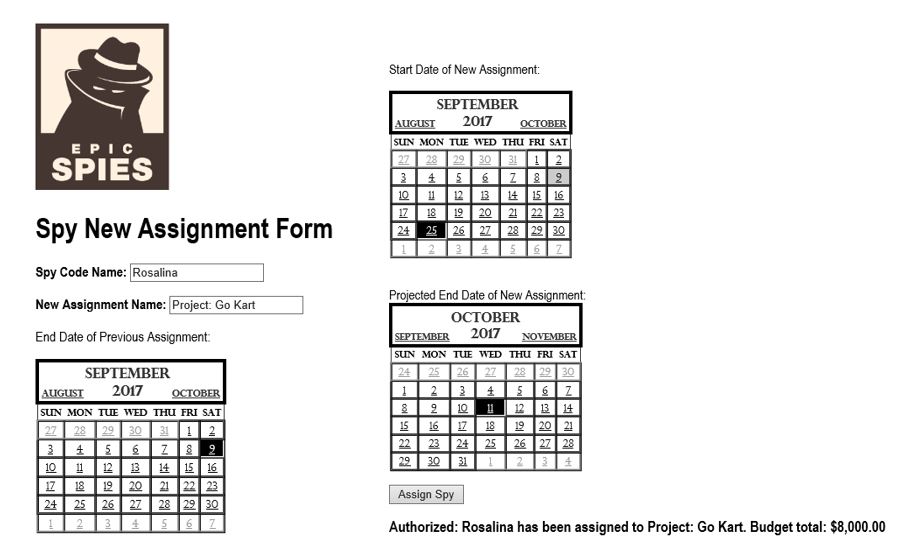 EPIC
SPIES
Spy New Assignment Form
Spy Code Name: Rosalina
New Assignment Name: Project: Go Kart
End Date of Previous Assignment:
SEPTEMBER
AUGUST 2017 OCTOBER
SUN MON TUE WED THU FRI SAT
27 28 29 30 31 1 2
3 4 5 6 7 8 9
10 11 12 13 14 15 16
17 18 19 20 21 22 23
24 25 26 27 28 29 30
1 2 3 4 5 6 7
Start Date of New Assignment:
SEPTEMBER
AUGUST 2017 OCTOBER
SUN MON TUE WED THU FRI SAT
27 28 29 30 31 1 2
3 4 5 6 7 8 9
10 11 12 13 14 15 16
17 18 19 20 21 22 23
24 25 26 27 28 29 30
1 2 3 4 5 6 7
Projected End Date of New Assignment:
OCTOBER
SEPTEMBER 2017 NOVEMBER
SUN MON TUE WED THU FRI SAT
24 25 26 27 28 29 30
1 2 3 4 5 6 7
8 9 10 11 12 13 14
15 16 17 18 19 20 21
22 23 24 25 26 27 28
29 30 31 1 2 3 4
Assign Spy
Authorized: Rosalina has been assigned to Project: Go Kart. Budget total: $8,000.00